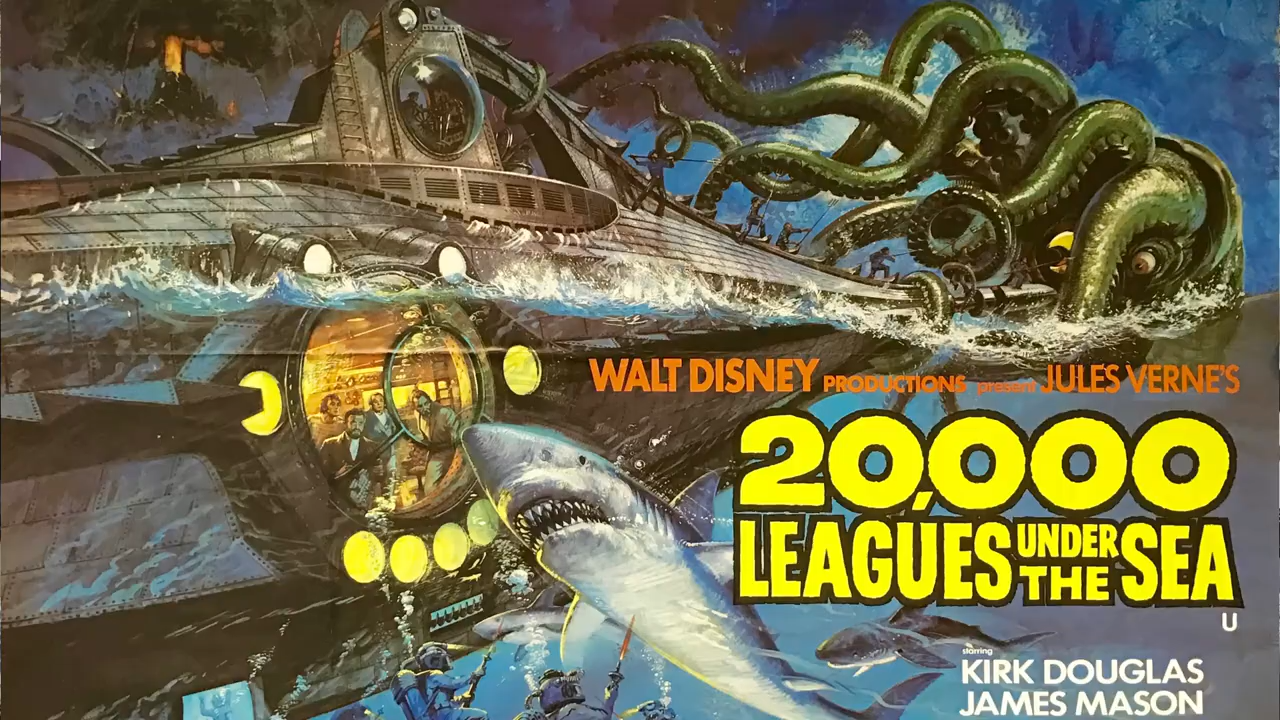 WALT DISNEY PRODUCTIONS present JULES VERNE'S
20,000
LEAGUES UNDER THE SEA
U
starring
KIRK DOUGLAS
JAMES MASON